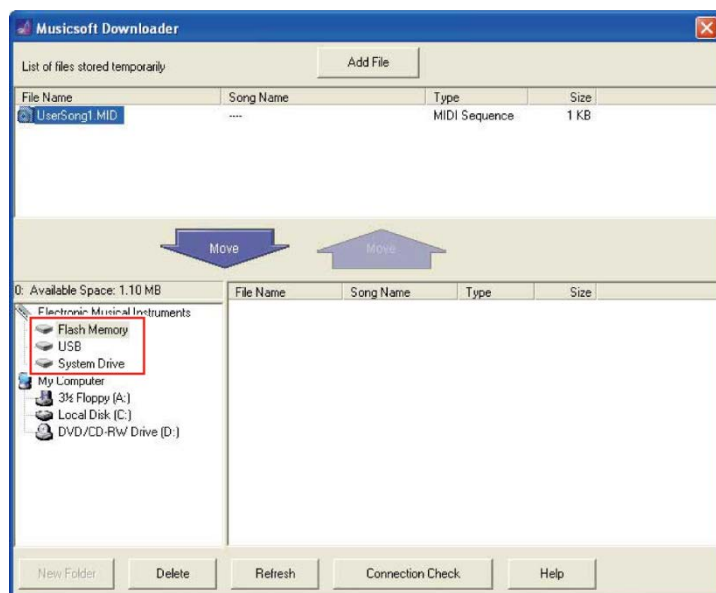 Musicsoft Downloader
List of files stored temporarily
Add File
File Name Song Name Type Size
UserSong1.MID ---- MIDI Sequence 1 KB
Move Move
0: Available Space: 1.10 MB
File Name Song Name Type Size
Electronic Musical Instruments
Flash Memory
USB
System Drive
My Computer
3½ Floppy (A:)
Local Disk (C:)
DVD/CD-RW Drive (D:)
New Folder Delete Refresh Connection Check Help